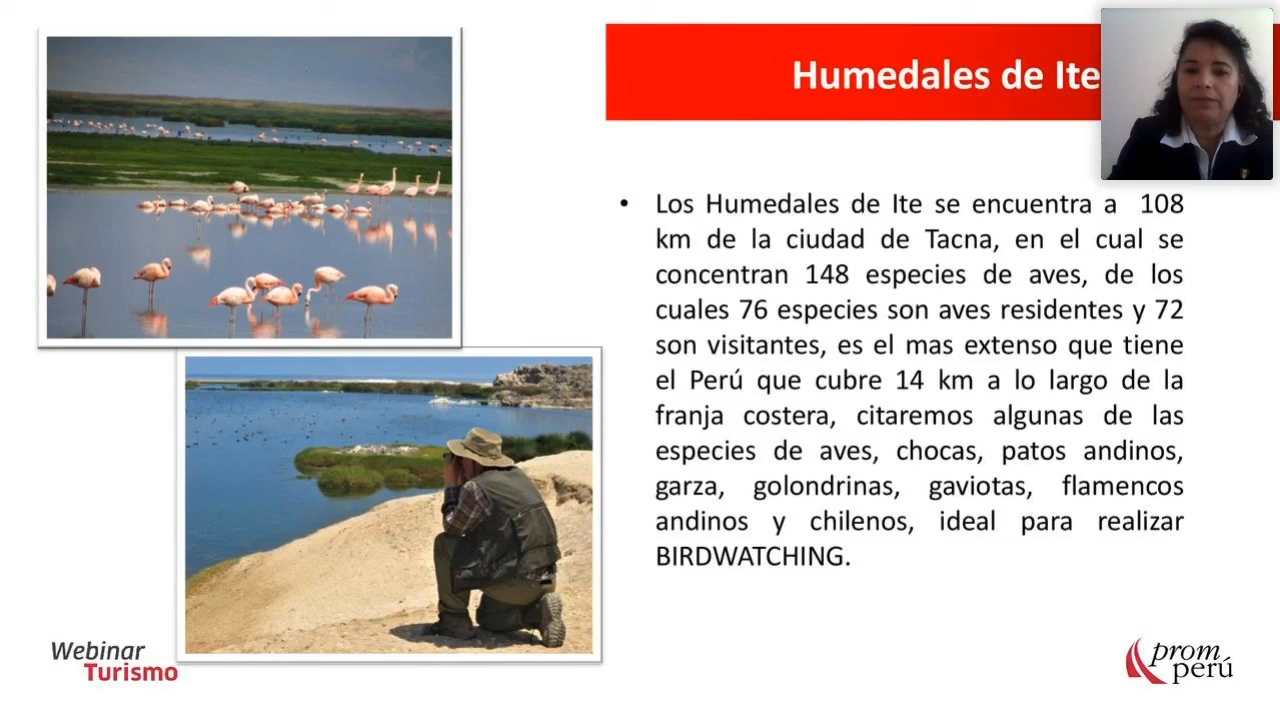 Humedales de Ite
• Los Humedales de Ite se encuentra a 108
km de la ciudad de Tacna, en el cual se
concentran 148 especies de aves, de los
cuales 76 especies son aves residentes y 72
son visitantes, es el mas extenso que tiene
el Perú que cubre 14 km a lo largo de la
franja costera, citaremos algunas de las
especies de aves, chocas, patos andinos,
garza, golondrinas, gaviotas, flamencos
andinos y chilenos, ideal para realizar
BIRDWATCHING.
Webinar
Turismo
prom
perú